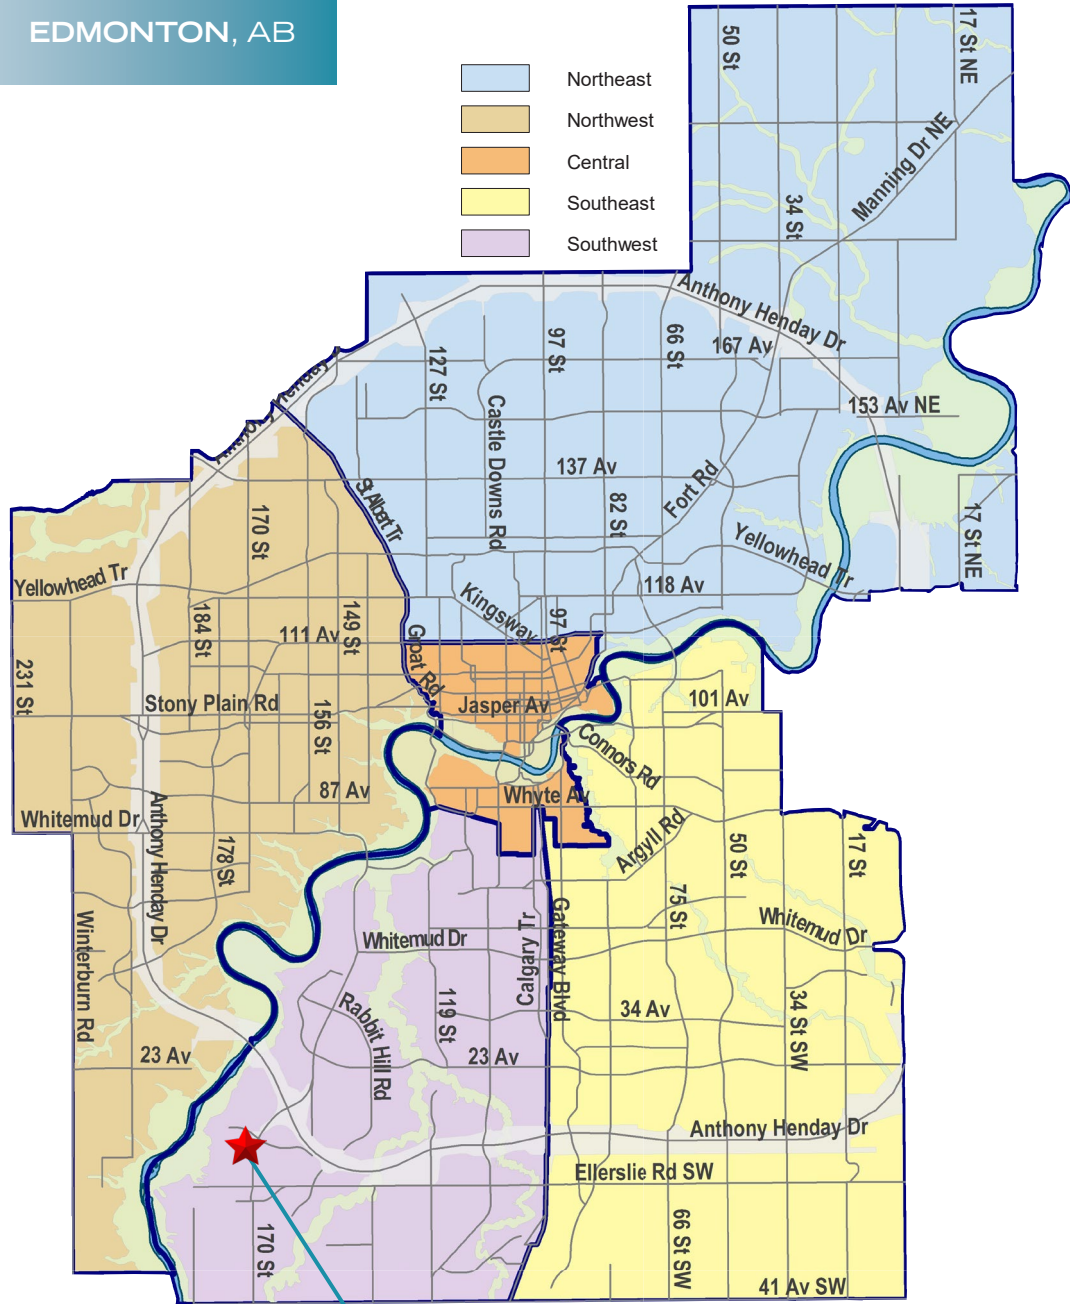 EDMONTON, AB
Northeast
Northwest
Central
Southeast
Southwest
50 St
17 St NE
Manning Dr NE
34 St
Anthony Henday Dr
97 St
66 St
167 Av
127 St
Anthony Henday
Castle Downs Rd
153 Av NE
137 Av
Fort Rd
St Albert Tr
82 St
170 St
17 St NE
Yellowhead Tr
Yellowhead Tr
118 Av
Kingsway
184 St
149 St
97 St
111 Av
Groat Rd
231 St
Stony Plain Rd
Jasper Av
101 Av
156 St
Connors Rd
87 Av
Whyte Av
Whitemud Dr
Anthony Henday Dr
Argyll Rd
178 St
50 St
17 St
75 St
Winterburn Rd
Whitemud Dr
Calgary Tr
Gateway Blvd
Whitemud Dr
Rabbit Hill Rd
119 St
34 Av
34 St SW
23 Av
23 Av
Anthony Henday Dr
Ellerslie Rd SW
170 St
66 St SW
41 Av SW